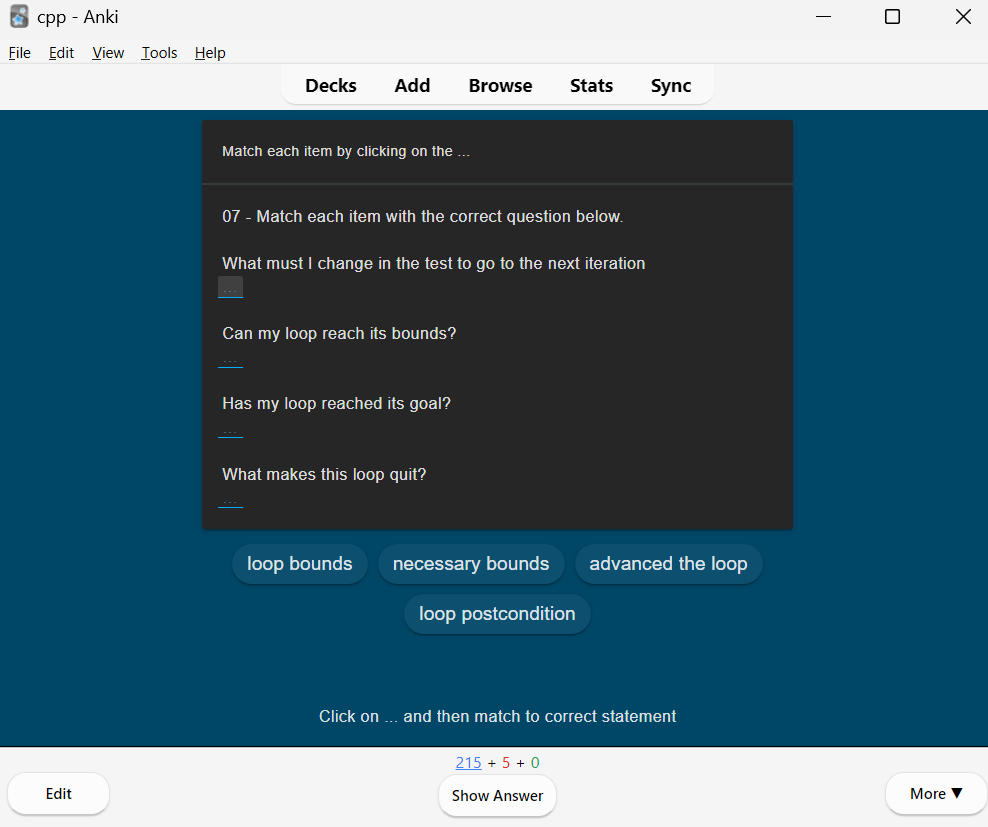 cpp - Anki
File Edit View Tools Help
Decks Add Browse Stats Sync
Match each item by clicking on the ...
07 - Match each item with the correct question below.
What must I change in the test to go to the next iteration
...
Can my loop reach its bounds?
...
Has my loop reached its goal?
...
What makes this loop quit?
...
loop bounds necessary bounds advanced the loop
loop postcondition
Click on ... and then match to correct statement
215 + 5 + 0
Edit Show Answer More ▼